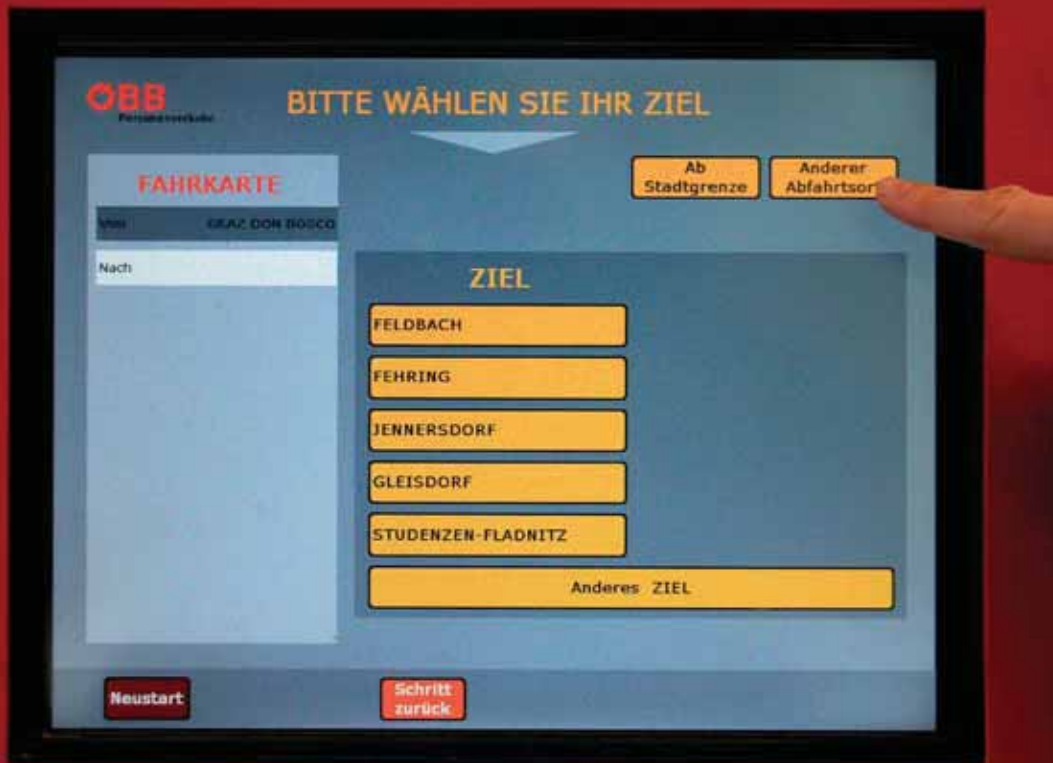 ÖBB
Personenverkehr
BITTE WÄHLEN SIE IHR ZIEL
Ab
Stadtgrenze
Anderer
Abfahrtsort
FAHRKARTE
Von GRAZ DON BOSCO
Nach
ZIEL
FELDBACH
FEHRING
JENNERSDORF
GLEISDORF
STUDENZEN-FLADNITZ
Anderes ZIEL
Neustart
Schritt
zurück